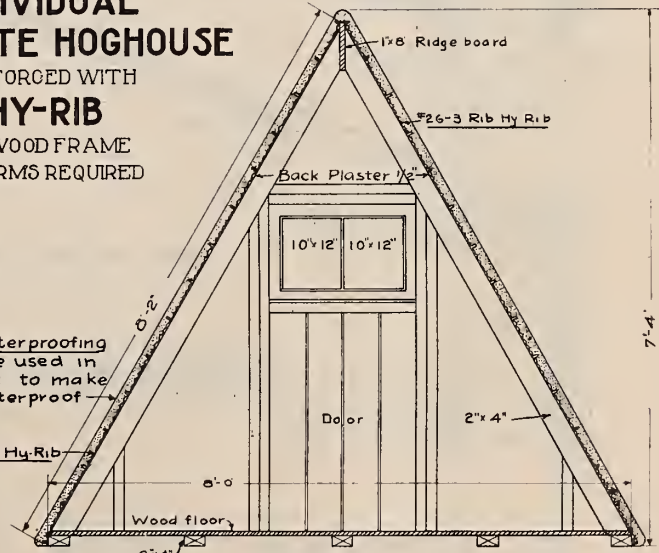 TE HOGHOUSE
FORCED WITH
HY-RIB
WOOD FRAME
RMS REQUIRED
1"x8" Ridge board
#26-3 Rib Hy Rib
Back Plaster 1/2"
10"x12" 10"x12"
8'-2"
7'-4"
terproofing
used in
to make
terproof
Door
2"x4"
Hy-Rib
8'-0
Wood floor